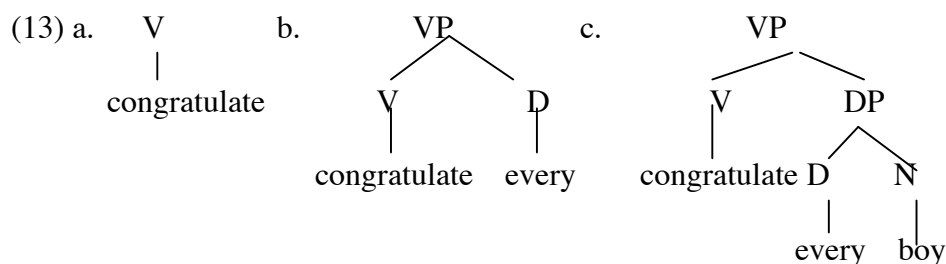 (13) a. V b. VP c. VP
congratulate V D V DP
congratulate every congratulate D N
every boy